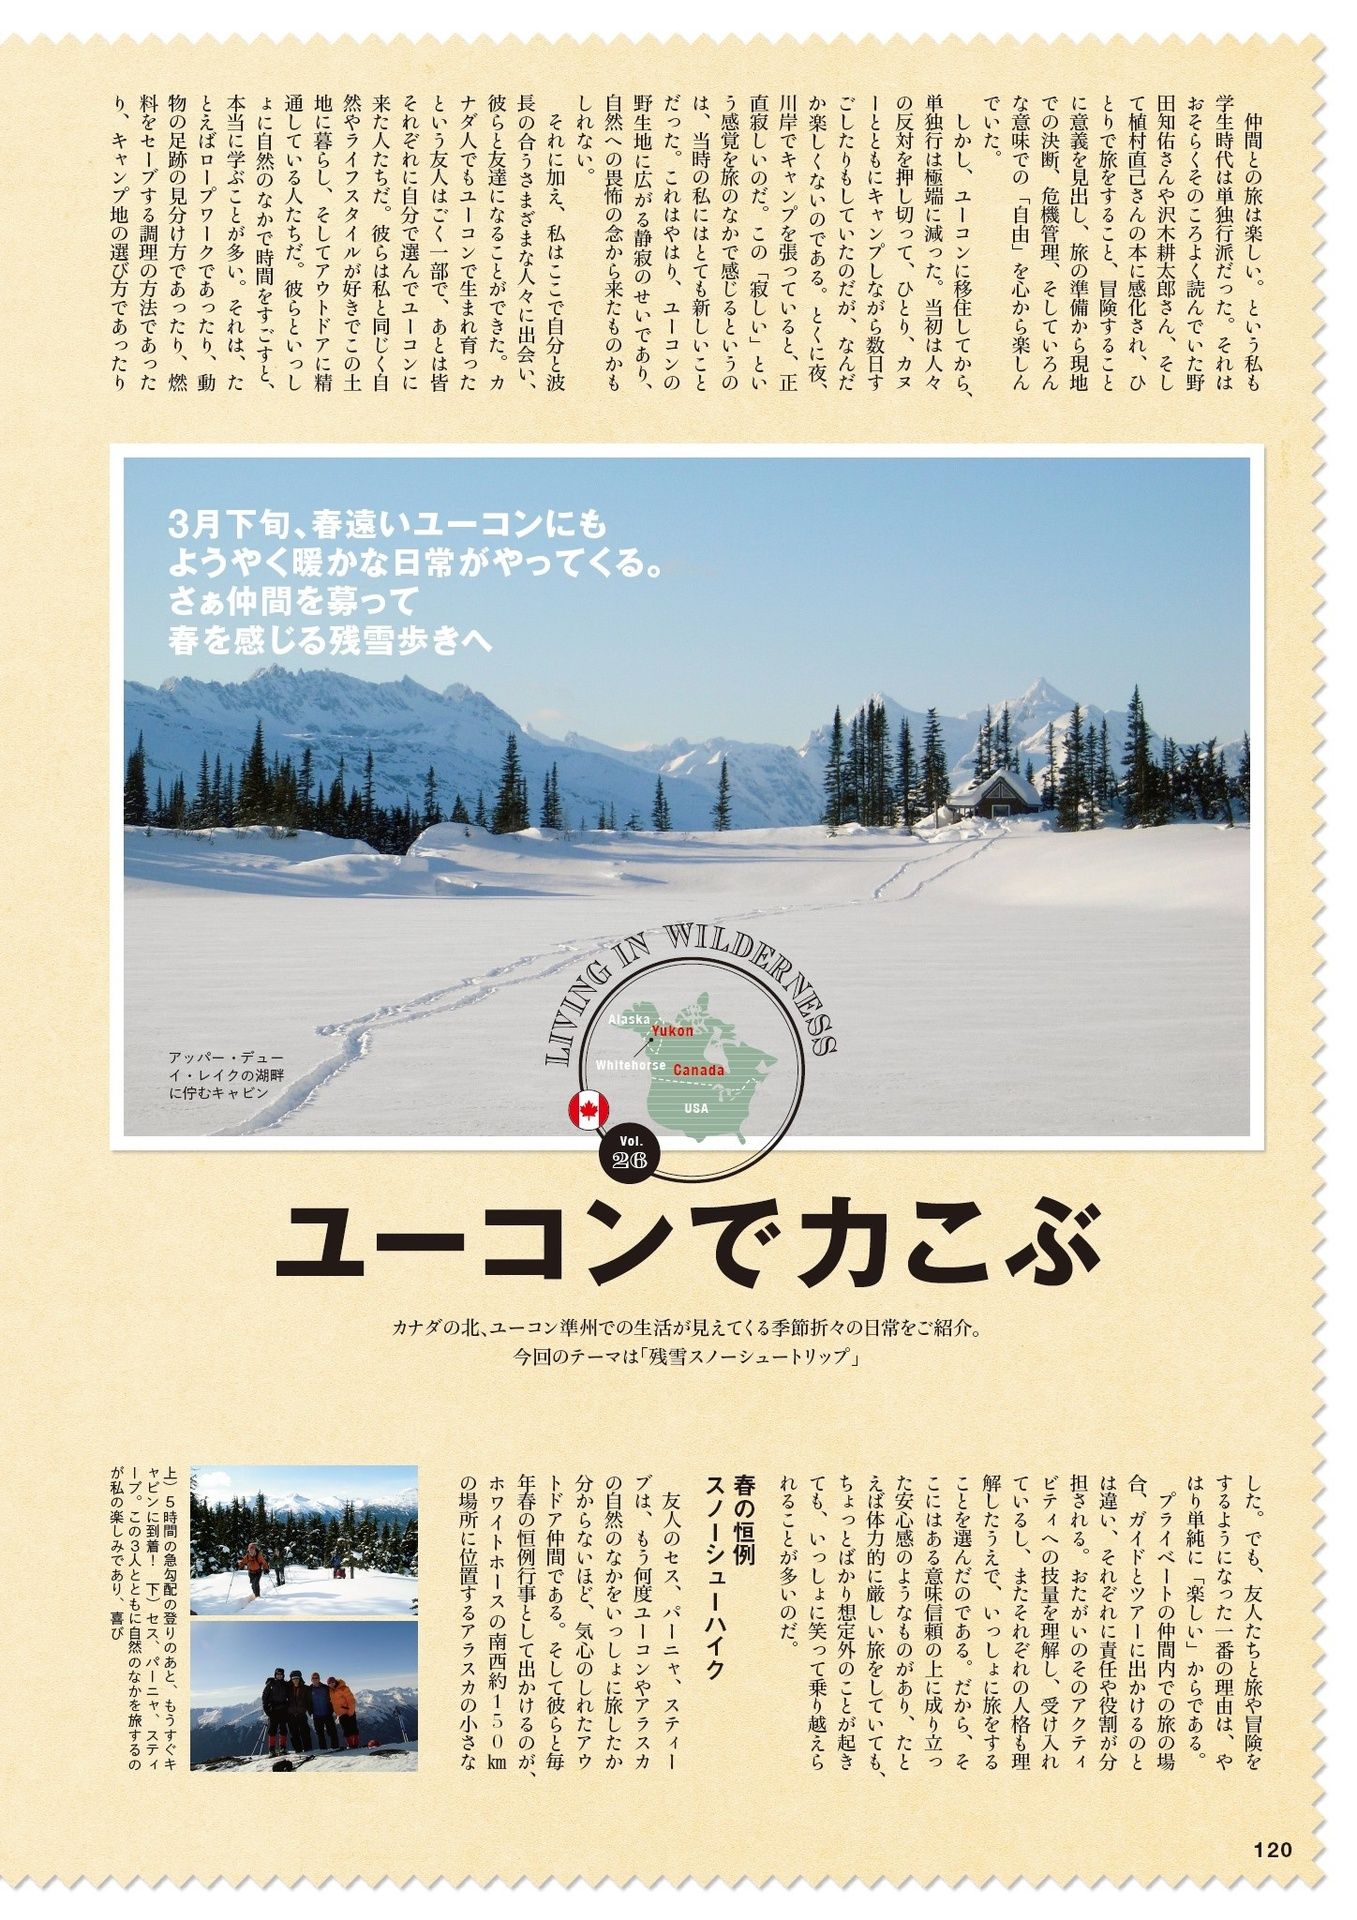 仲間との旅は楽しい。という私も
学生時代は単独行派だった。それは
おそらくそのころよく読んでいた野
田知佑さんや沢木耕太郎さん、そし
て植村直己さんの本に感化され、ひ
とりで旅をすること、冒険すること
に意義を見出し、旅の準備から現地
での決断、危機管理、そしていろん
な意味での「自由」を心から楽しん
でいた。
しかし、ユーコンに移住してから、
単独行は極端に減った。当初は人々
の反対を押し切って、ひとり、カヌ
ーとともにキャンプしながら数日す
ごしたりもしていたのだが、なんだ
か楽しくないのである。とくに夜、
川岸でキャンプを張っていると、正
直寂しいのだ。この「寂しい」とい
う感覚を旅のなかで感じるというの
は、当時の私にはとても新しいこと
だった。これはやはり、ユーコンの
野生地に広がる静寂のせいであり、
自然への畏怖の念から来たものかも
しれない。
それに加え、私はここで自分と波
長の合うさまざまな人々に出会い、
彼らと友達になることができた。カ
ナダ人でもユーコンで生まれ育った
という友人はごく一部で、あとは皆
それぞれに自分で選んでユーコンに
来た人たちだ。彼らは私と同じく自
然やライフスタイルが好きでこの土
地に暮らし、そしてアウトドアに精
通している人たちだ。彼らといっし
ょに自然のなかで時間をすごすと、
本当に学ぶことが多い。それは、た
とえばロープワークであったり、動
物の足跡の見分け方であったり、燃
料をセーブする調理の方法であった
り、キャンプ地の選び方であったり
3月下旬、春遠いユーコンにも
ようやく暖かな日常がやってくる。
さぁ仲間を募って
春を感じる残雪歩きへ
アッパー・デュー
イ・レイクの湖畔
に佇むキャビン
LIVING IN WILDERNESS
Alaska
Yukon
Whitehorse
Canada
USA
Vol.
26
ユーコンで力こぶ
カナダの北、ユーコン準州での生活が見えてくる季節折々の日常をご紹介。
今回のテーマは「残雪スノーシュートリップ」
した。でも、友人たちと旅や冒険を
するようになった一番の理由は、や
はり単純に「楽しい」からである。
プライベートの仲間内での旅の場
合、ガイドとツアーに出かけるのと
は違い、それぞれに責任や役割が分
担される。おたがいのそのアクティ
ビティへの技量を理解し、受け入れ
ているし、またそれぞれの人格も理
解したうえで、いっしょに旅をする
ことを選んだのである。だから、そ
こにはある意味信頼の上に成り立っ
た安心感のようなものがあり、たと
えば体力的に厳しい旅をしていても、
ちょっとばかり想定外のことが起き
ても、いっしょに笑って乗り越えら
れることが多いのだ。
春の恒例
スノーシューハイク
友人のセス、パーニャ、スティー
ブは、もう何度ユーコンやアラスカ
の自然のなかをいっしょに旅したか
分からないほど、気心のしれたアウ
トドア仲間である。そして彼らと毎
年春の恒例行事として出かけるのが、
ホワイトホースの南西約150km
の場所に位置するアラスカの小さな
上）5時間の急勾配の登りのあと、もうすぐキ
ャビンに到着！ 下）セス、パーニャ、スティ
ーブ。この3人とともに自然のなかを旅するの
が私の楽しみであり、喜び
120